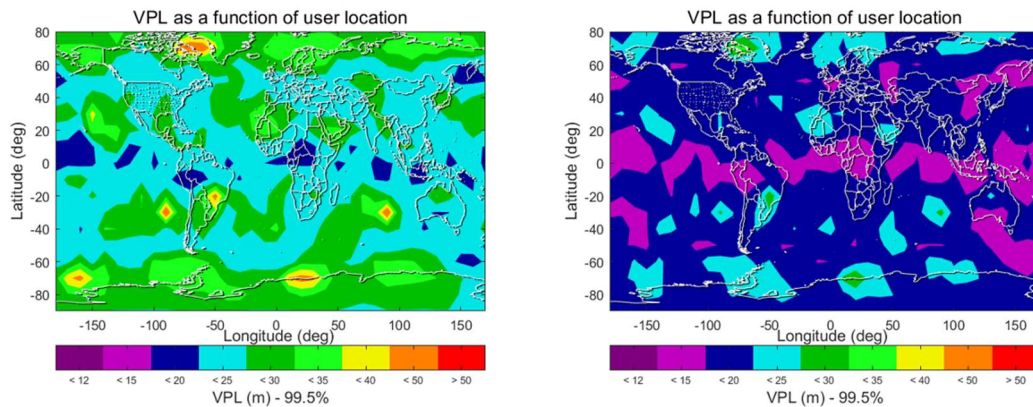 VPL as a function of user location
80
60
40
20
0
-20
-40
-60
-80
Latitude (deg)
-150 -100 -50 0 50 100 150
Longitude (deg)
< 12 < 15 < 20 < 25 < 30 < 35 < 40 < 50 > 50
VPL (m) - 99.5%
VPL as a function of user location
80
60
40
20
0
-20
-40
-60
-80
Latitude (deg)
-150 -100 -50 0 50 100 150
Longitude (deg)
< 12 < 15 < 20 < 25 < 30 < 35 < 40 < 50 > 50
VPL (m) - 99.5%